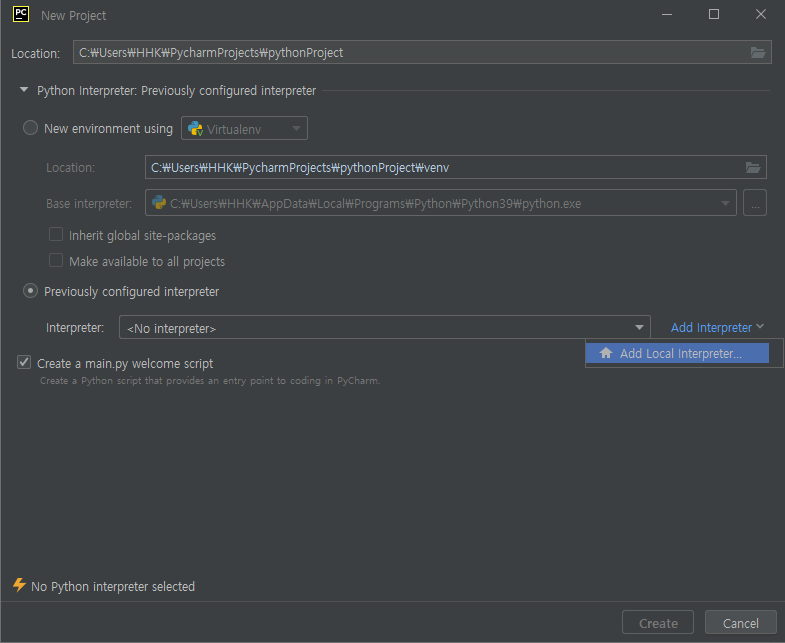 PC New Project
Location: C:₩Users₩HHK₩PycharmProjects₩pythonProject
Python Interpreter: Previously configured interpreter
New environment using Virtualenv
Location: C:₩Users₩HHK₩PycharmProjects₩pythonProject₩venv
Base interpreter: C:₩Users₩HHK₩AppData₩Local₩Programs₩Python₩Python39₩python.exe ...
Inherit global site-packages
Make available to all projects
Previously configured interpreter
Interpreter: <No interpreter> Add Interpreter
Add Local Interpreter...
Create a main.py welcome script
Create a Python script that provides an entry point to coding in PyCharm.
No Python interpreter selected
Create Cancel